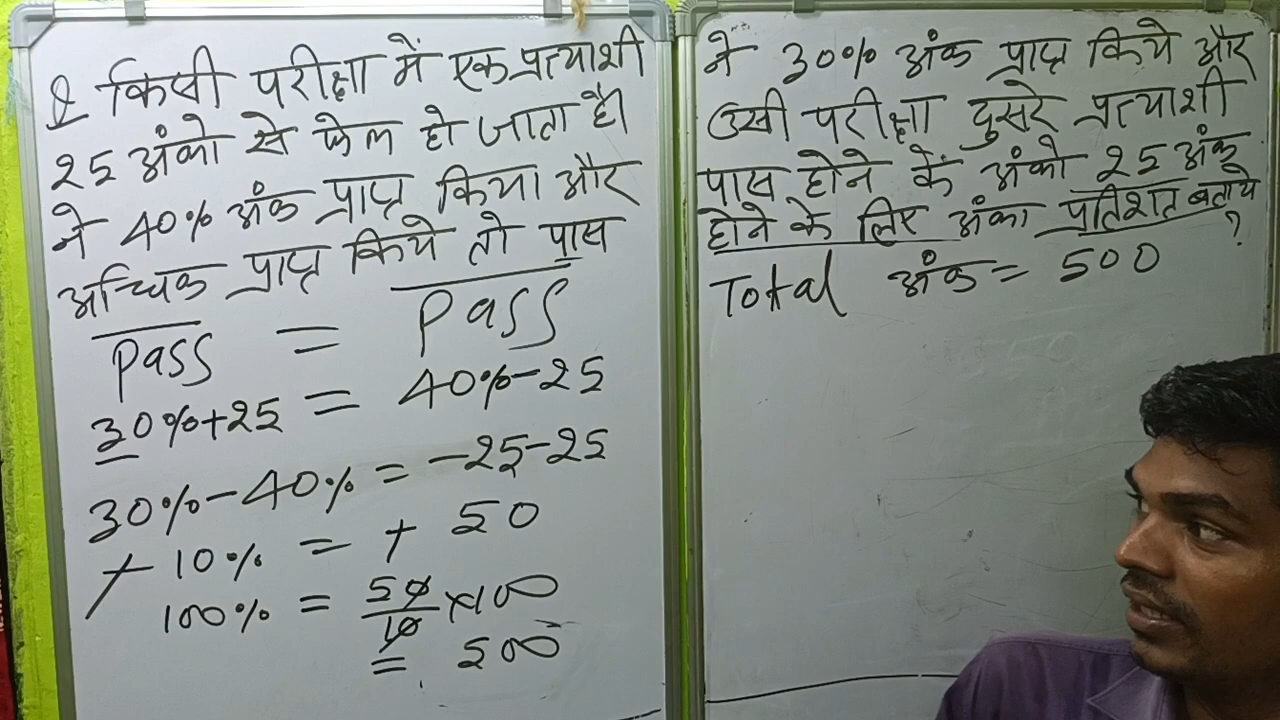 Q किसी परीक्षा में एक प्रत्याशी ने 30% अंक प्राप्त किये और
25 अंको से फेल हो जाता है। उसी परीक्षा दुसरे प्रत्याशी
ने 40% अंक प्राप्त किया और पास होने कें अंको 25 अंक
अधिक प्राप्त किये तो पास होने के लिए अंका प्रतिशत बताये ?
Pass = Pass
30%+25 = 40%-25
30%-40% = -25-25
+ 10% = + 50
100% = 50/10 ×100
= 500
Total अंक = 500